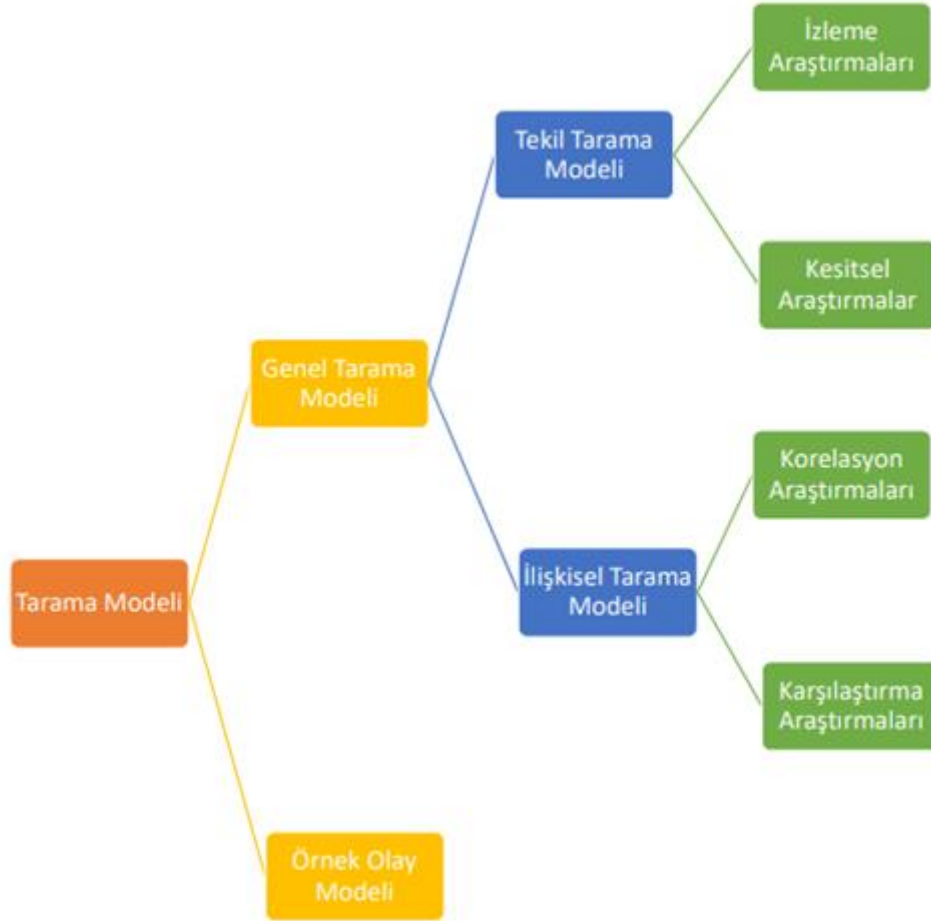 İzleme
Araştırmaları
Tekil Tarama
Modeli
Kesitsel
Araştırmalar
Genel Tarama
Modeli
Korelasyon
Araştırmaları
İlişkisel Tarama
Modeli
Tarama Modeli
Karşılaştırma
Araştırmaları
Örnek Olay
Modeli